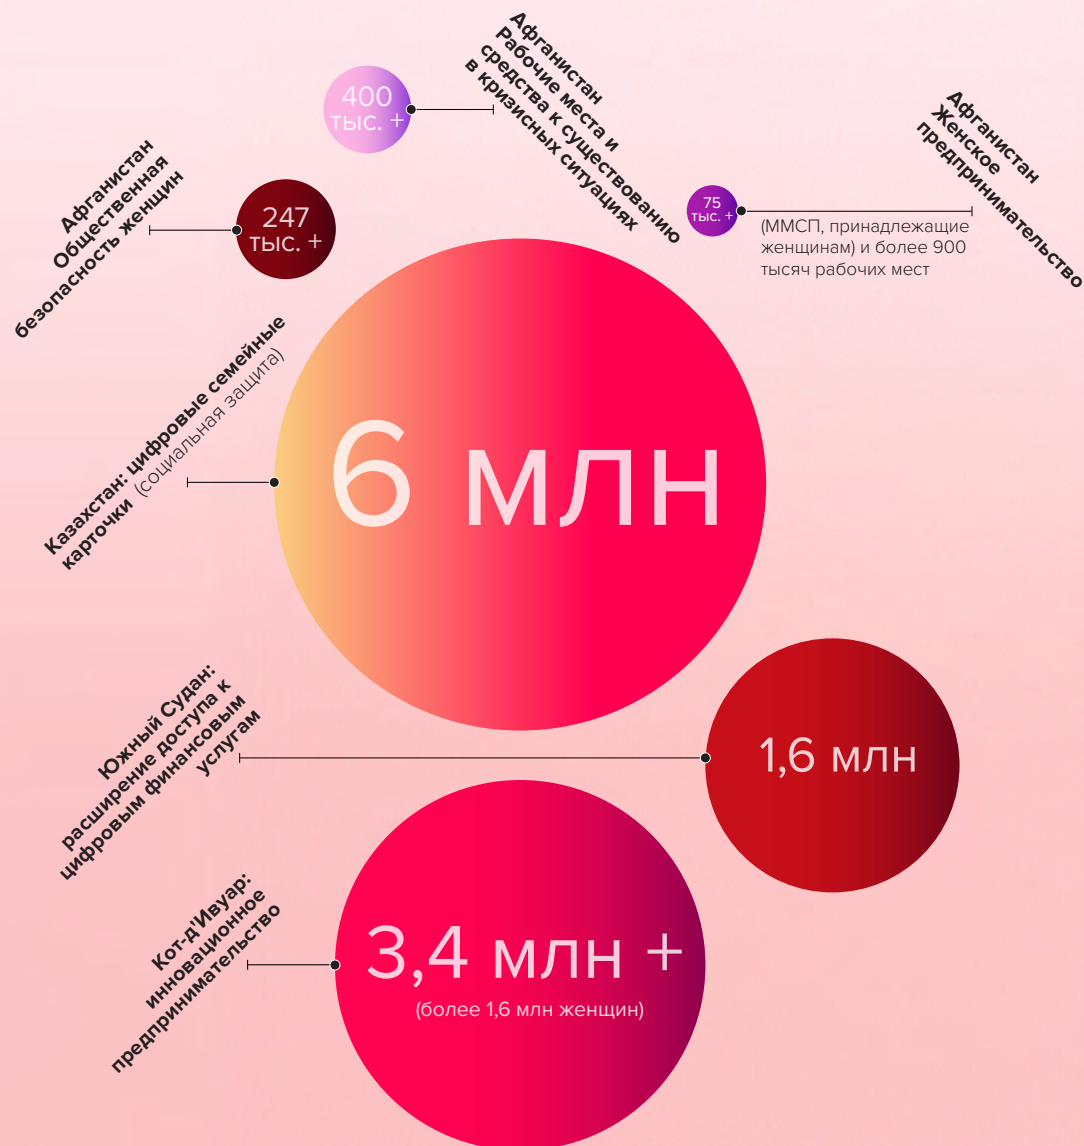 400
тыс. +
Афганистан
Рабочие места и
средства к существованию
в кризисных ситуациях
Афганистан
Женское
предпринимательство
75
тыс. +
(ММСП, принадлежащие
женщинам) и более 900
тысяч рабочих мест
Афганистан
Общественная
безопасность женщин
247
тыс. +
Казахстан: цифровые семейные
карточки (социальная защита)
6 млн
Южный Судан:
расширение доступа к
цифровым финансовым
услугам
1,6 млн
Кот-д'Ивуар:
инновационное
предпринимательство
3,4 млн +
(более 1,6 млн женщин)